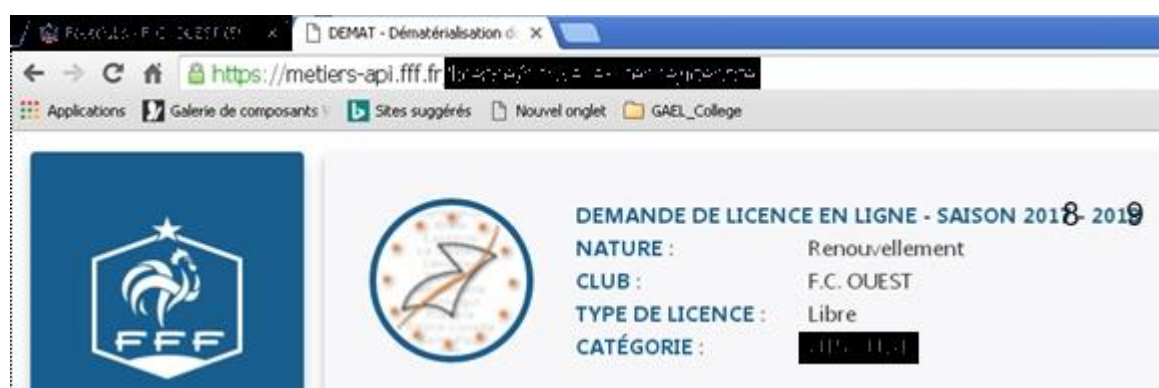 DEMAT - Dématérialisation d
https://metiers-api.fff.fr
Applications Galerie de composants Sites suggérés Nouvel onglet GAEL_College
DEMANDE DE LICENCE EN LIGNE - SAISON 2018 - 2019
NATURE : Renouvellement
CLUB : F.C. OUEST
TYPE DE LICENCE : Libre
CATÉGORIE :
FFF